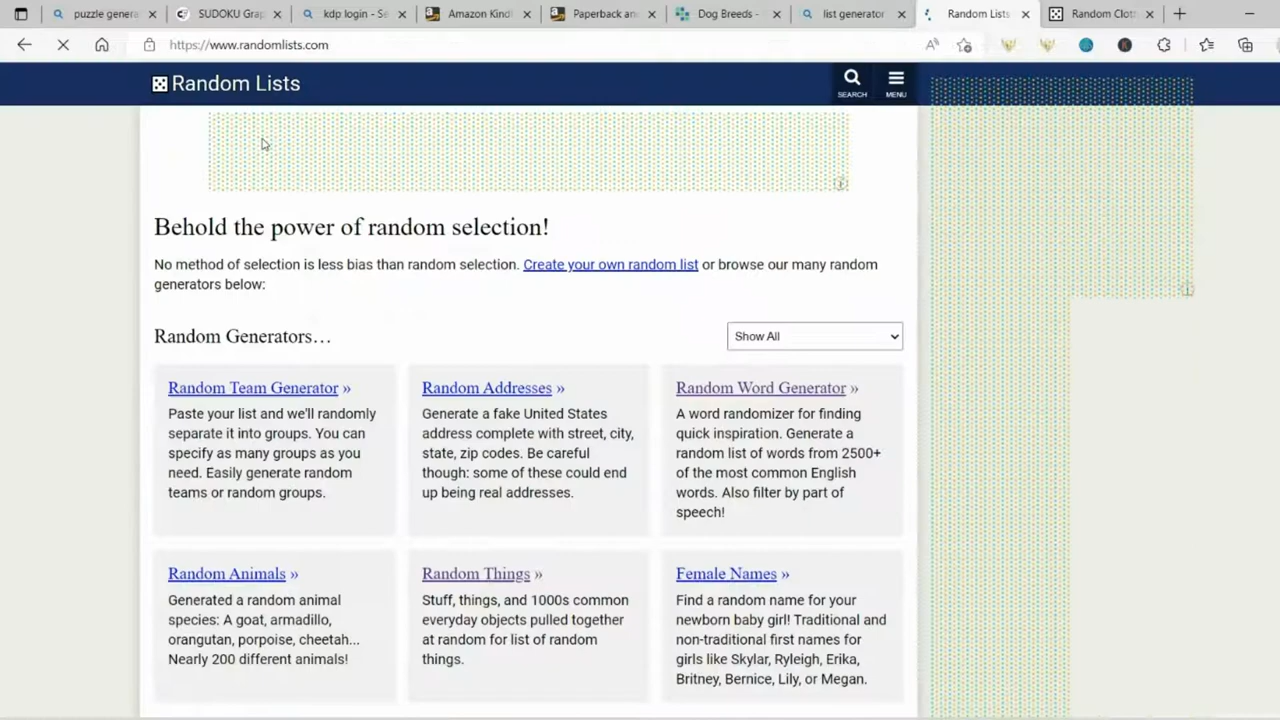 puzzle genera
SUDOKU Grap
kdp login - Se
Amazon Kindl
Paperback an
Dog Breeds -
list generator
Random Lists
Random Cloth
https://www.randomlists.com
Random Lists
SEARCH
MENU
Behold the power of random selection!
No method of selection is less bias than random selection. Create your own random list or browse our many random
generators below:
Random Generators…
Show All
Random Team Generator »
Paste your list and we'll randomly
separate it into groups. You can
specify as many groups as you
need. Easily generate random
teams or random groups.
Random Addresses »
Generate a fake United States
address complete with street, city,
state, zip codes. Be careful
though: some of these could end
up being real addresses.
Random Word Generator »
A word randomizer for finding
quick inspiration. Generate a
random list of words from 2500+
of the most common English
words. Also filter by part of
speech!
Random Animals »
Generated a random animal
species: A goat, armadillo,
orangutan, porpoise, cheetah...
Nearly 200 different animals!
Random Things »
Stuff, things, and 1000s common
everyday objects pulled together
at random for list of random
things.
Female Names »
Find a random name for your
newborn baby girl! Traditional and
non-traditional first names for
girls like Skylar, Ryleigh, Erika,
Britney, Bernice, Lily, or Megan.